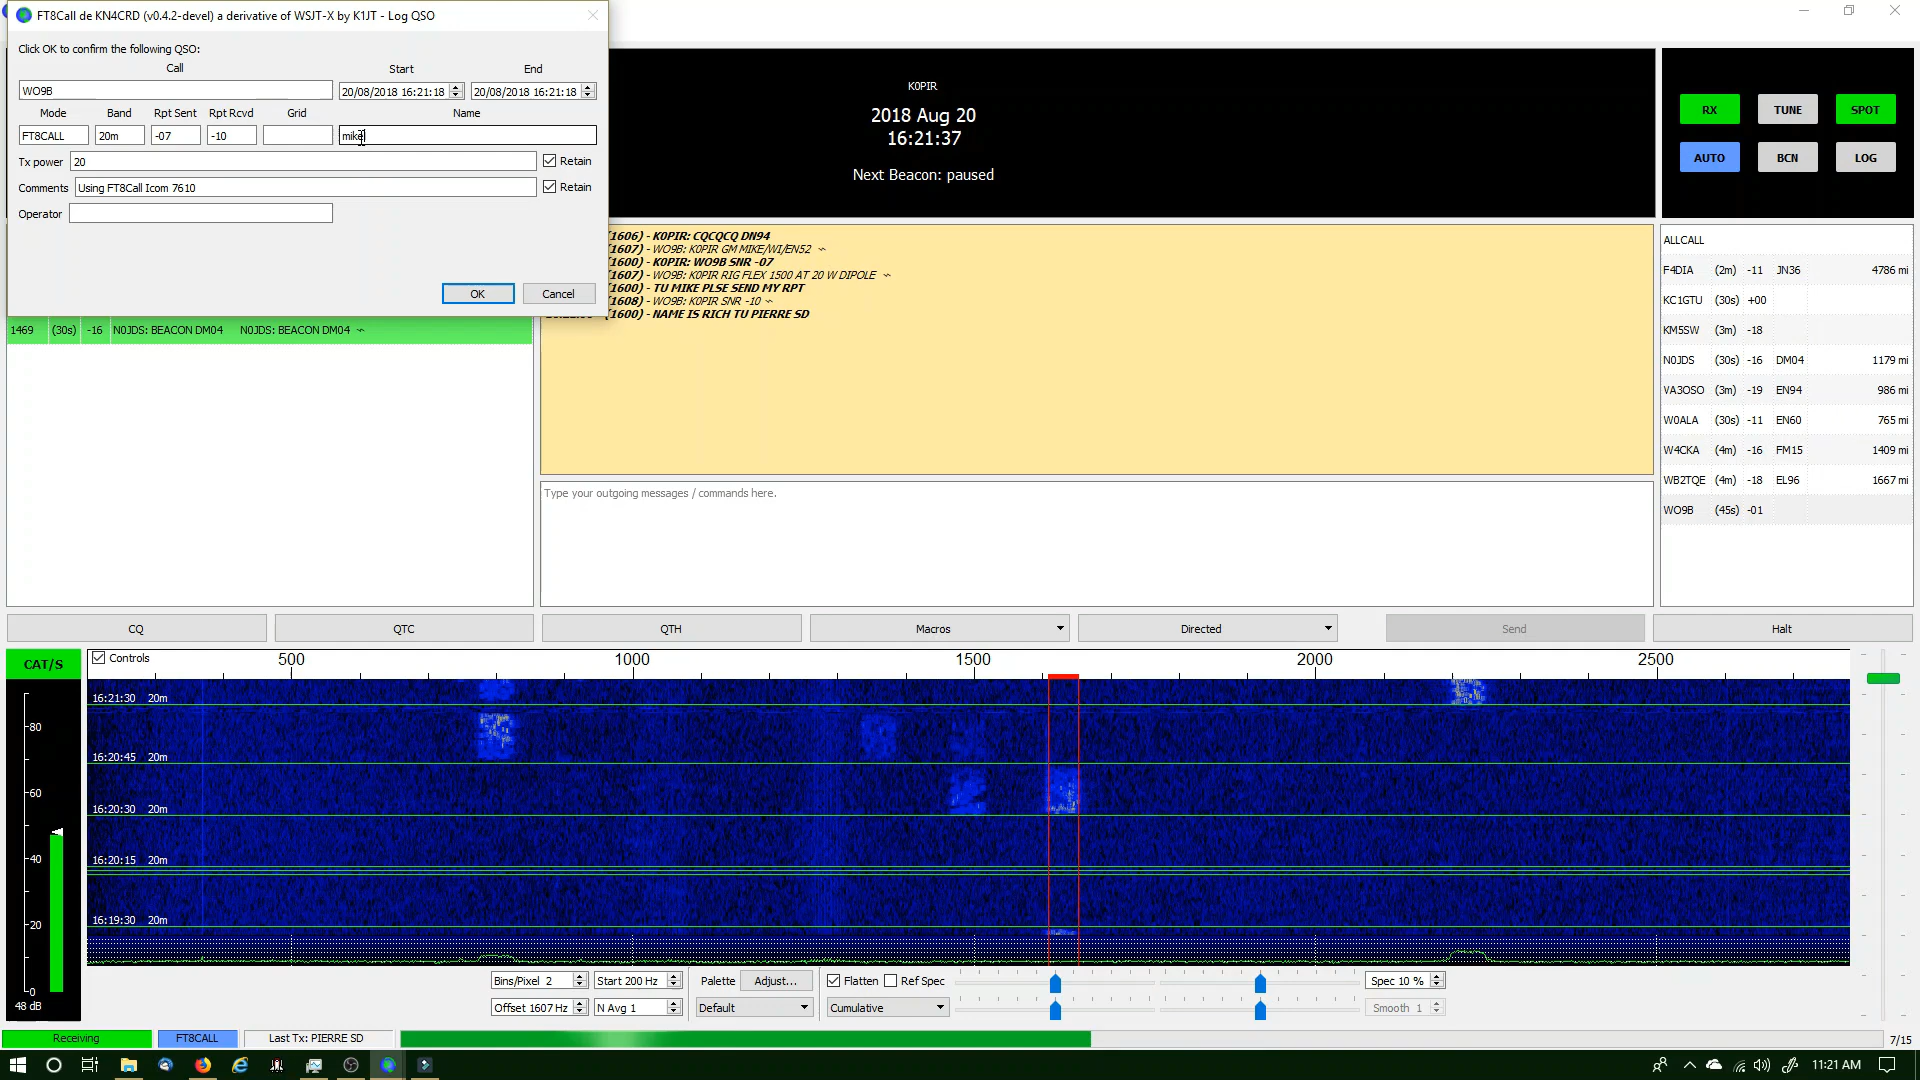 FT8Call de KN4CRD (v0.4.2-devel) a derivative of WSJT-X by K1JT - Log QSO
Click OK to confirm the following QSO:
Call
Start
End
WO9B
20/08/2018 16:21:18
20/08/2018 16:21:18
Mode
Band
Rpt Sent
Rpt Rcvd
Grid
Name
FT8CALL
20m
-07
-10
mike
Tx power
20
Retain
Comments
Using FT8Call Icom 7610
Retain
Operator
OK
Cancel
K0PIR
2018 Aug 20
16:21:37
Next Beacon: paused
RX
TUNE
SPOT
AUTO
BCN
LOG
1469 (30s) -16 N0JDS: BEACON DM04 N0JDS: BEACON DM04 ~
(1606) - K0PIR: CQCQCQ DN94
(1607) - WO9B: K0PIR GM MIKE/WI/EN52 ~
(1600) - K0PIR: WO9B SNR -07
(1607) - WO9B: K0PIR RIG FLEX 1500 AT 20 W DIPOLE ~
(1600) - TU MIKE PLSE SEND MY RPT
(1608) - WO9B: K0PIR SNR -10 ~
(1600) - NAME IS RICH TU PIERRE SD
Type your outgoing messages / commands here.
ALLCALL
F4DIA (2m) -11 JN36 4786 mi
KC1GTU (30s) +00
KM5SW (3m) -18
N0JDS (30s) -16 DM04 1179 mi
VA3OSO (3m) -19 EN94 986 mi
W0ALA (30s) -11 EN60 765 mi
W4CKA (4m) -16 FM15 1409 mi
WB2TQE (4m) -18 EL96 1667 mi
WO9B (45s) -01
CQ
QTC
QTH
Macros
Directed
Send
Halt
CAT/S
Controls
500
1000
1500
2000
2500
16:21:30 20m
16:20:45 20m
16:20:30 20m
16:20:15 20m
16:19:30 20m
80
60
40
20
0
48 dB
Bins/Pixel 2
Start 200 Hz
Palette
Adjust...
Flatten
Ref Spec
Spec 10 %
Offset 1607 Hz
N Avg 1
Default
Cumulative
Smooth 1
Receiving
FT8CALL
Last Tx: PIERRE SD
7/15
11:21 AM